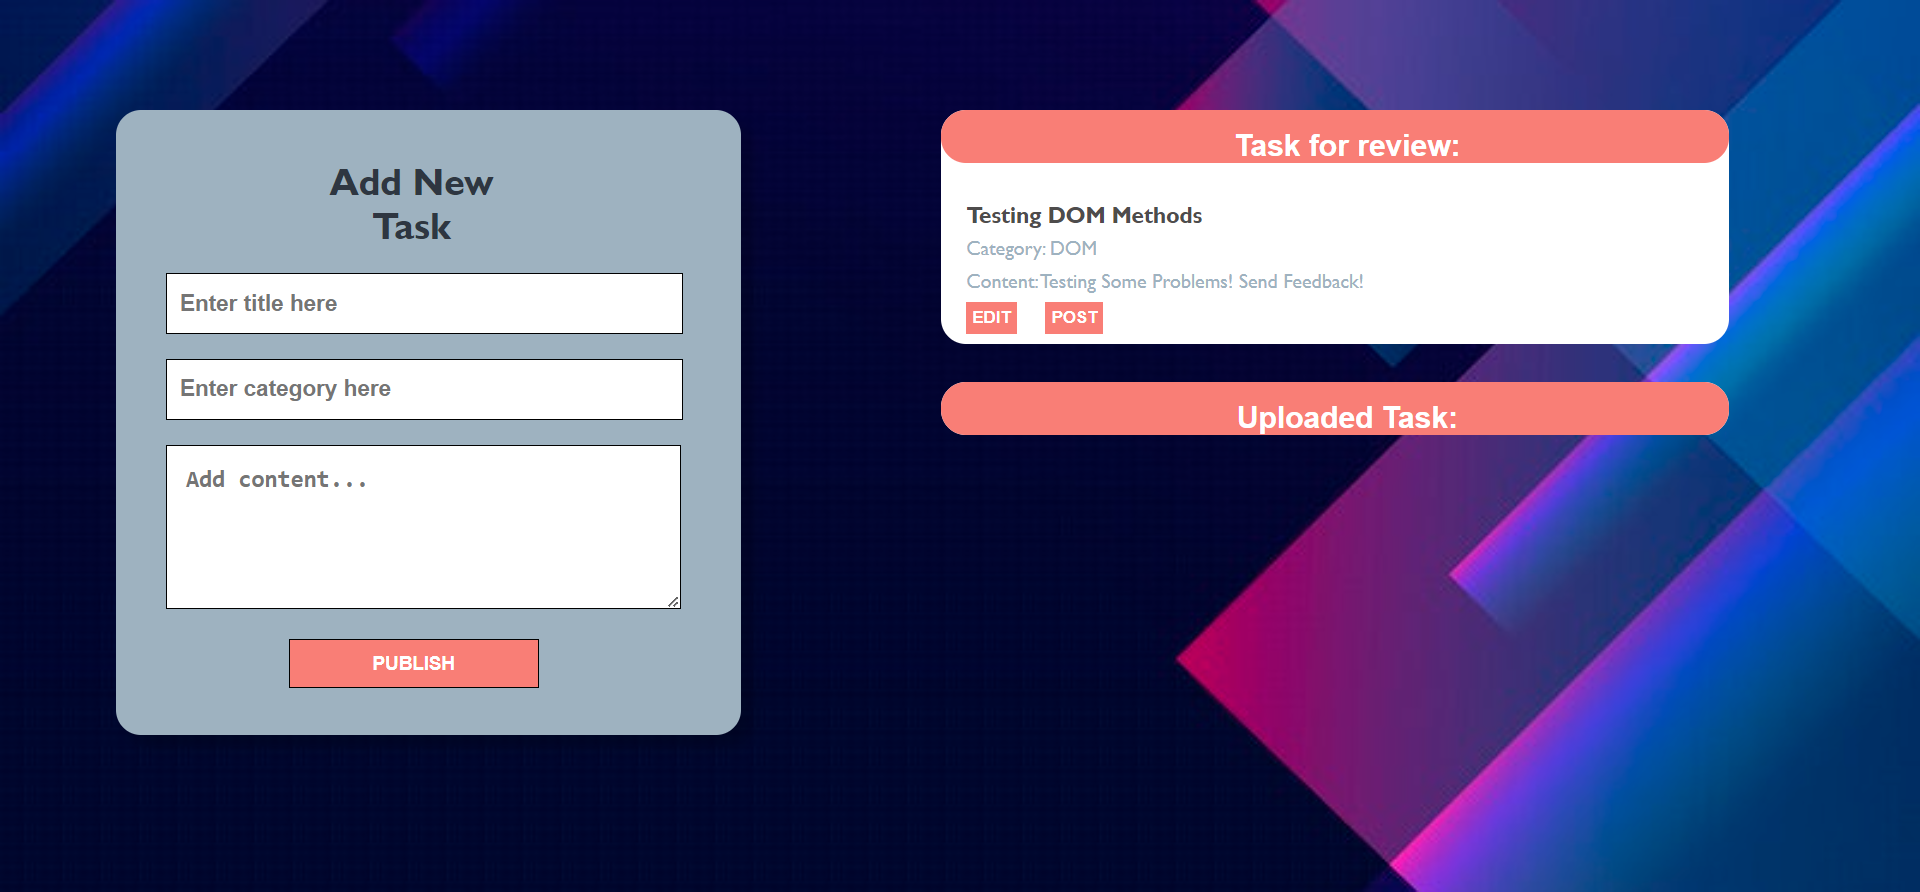 Add New
Task
Enter title here
Enter category here
Add content...
PUBLISH
Task for review:
Testing DOM Methods
Category: DOM
Content:Testing Some Problems! Send Feedback!
EDIT POST
Uploaded Task: